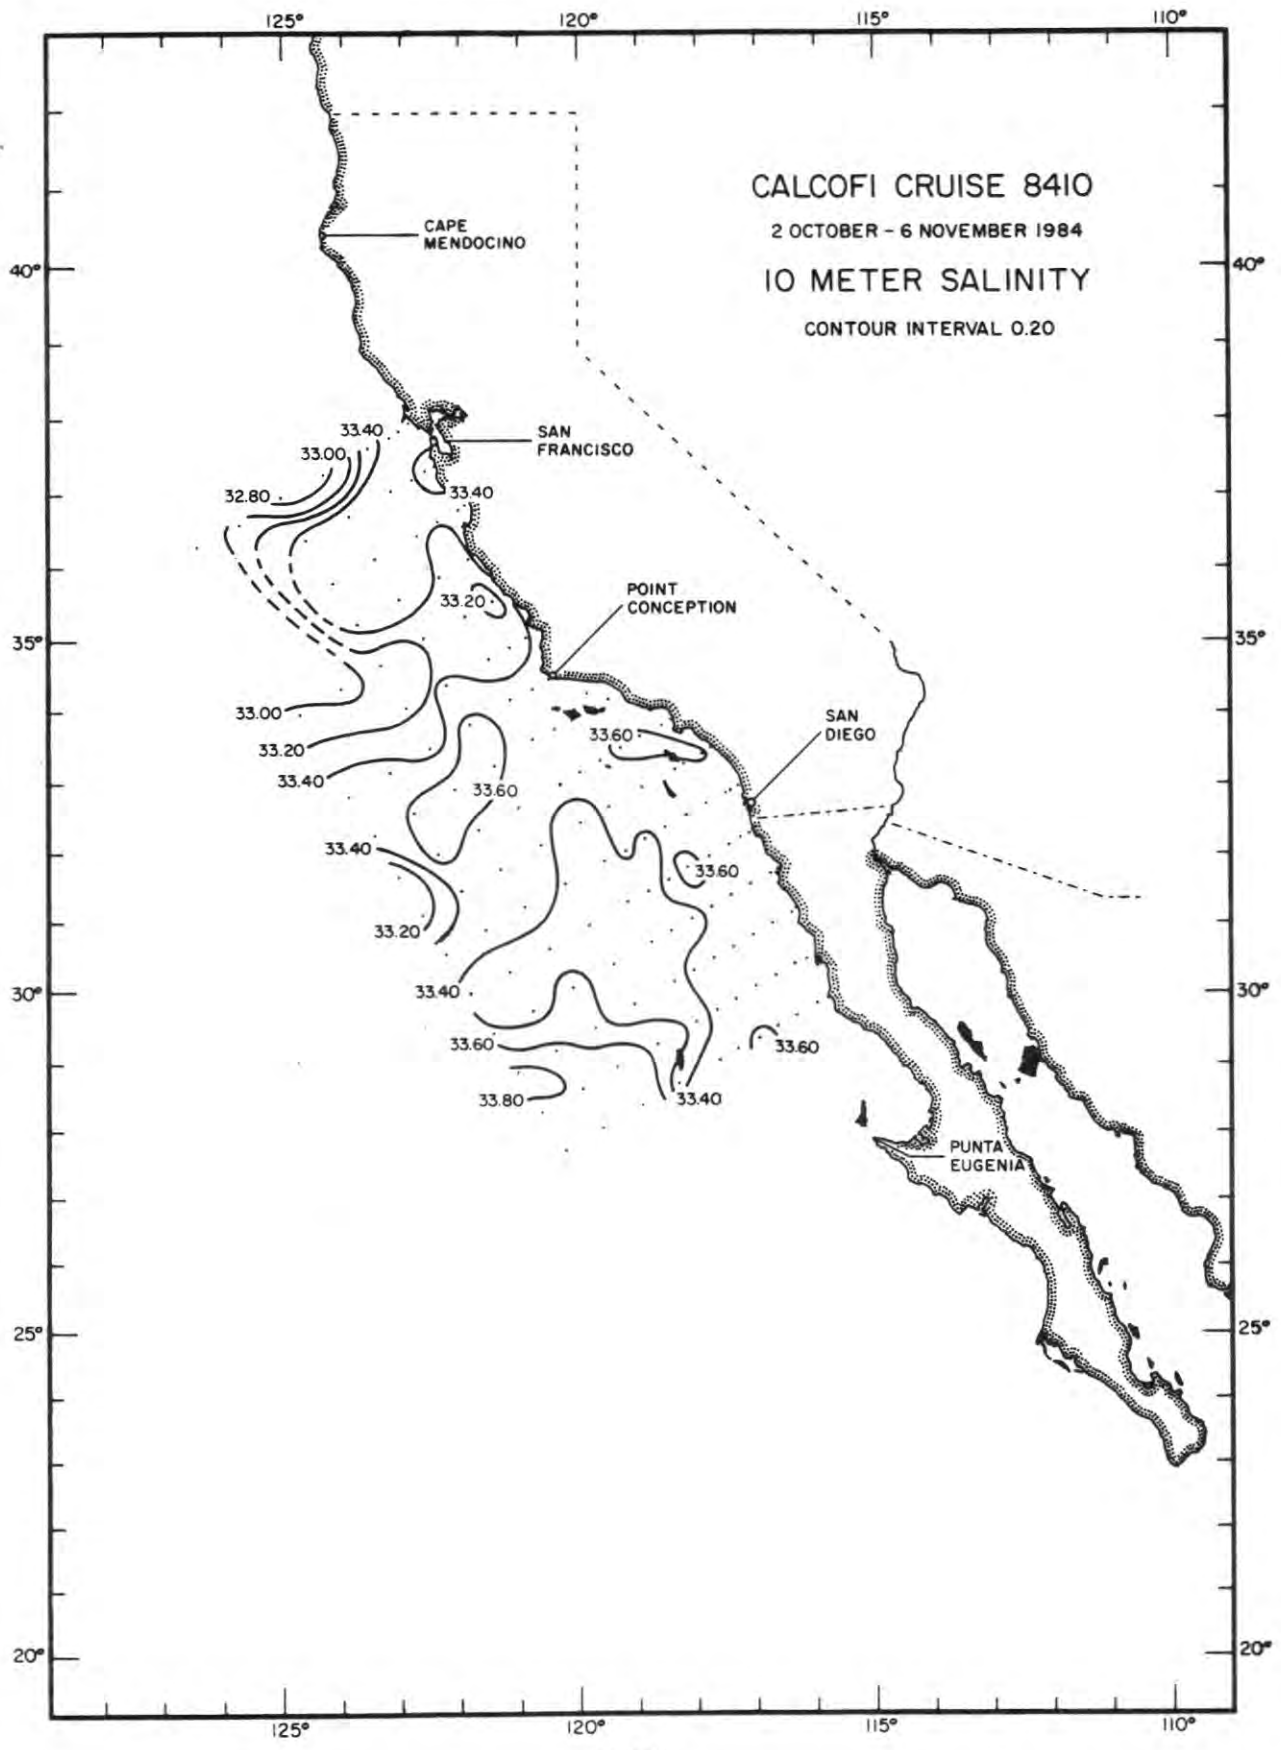 125° 120° 115° 110°
CALCOFI CRUISE 8410
2 OCTOBER – 6 NOVEMBER 1984
10 METER SALINITY
CONTOUR INTERVAL 0.20
CAPE
MENDOCINO
40° 40°
33.40
33.00
32.80
SAN
FRANCISCO
33.40
33.20
POINT
CONCEPTION
35° 35°
33.00
33.20
33.40
33.60
33.60
SAN
DIEGO
33.40
33.20
33.60
30° 30°
33.40
33.60
33.60
33.80
33.40
PUNTA
EUGENIA
25° 25°
20° 20°
125° 120° 115° 110°